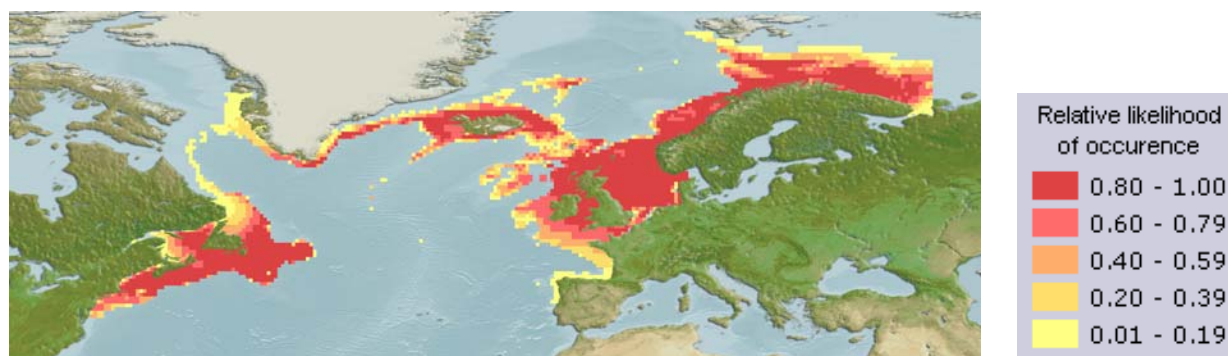 Relative likelihood
of occurence
0.80 - 1.00
0.60 - 0.79
0.40 - 0.59
0.20 - 0.39
0.01 - 0.19